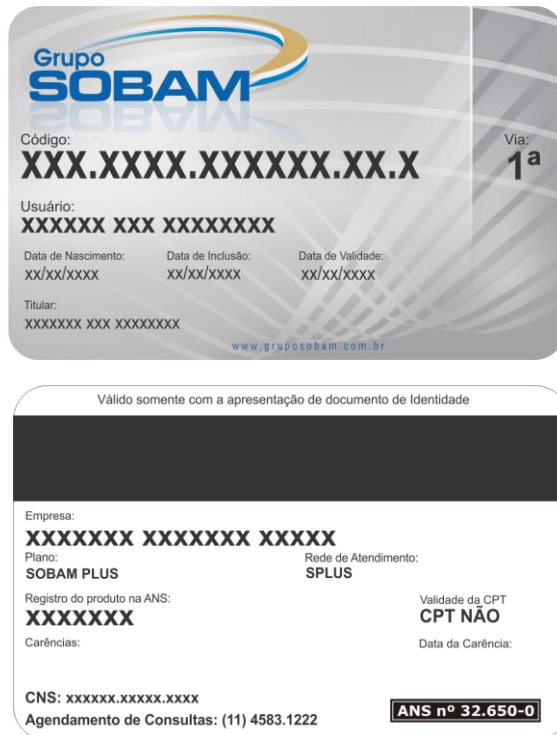 Grupo
SOBAM
Código: Via:
XXX.XXXX.XXXXXX.XX.X 1ª
Usuário:
XXXXXX XXX XXXXXXXX
Data de Nascimento: Data de Inclusão: Data de Validade:
xx/xx/xxxx xx/xx/xxxx xx/xx/xxxx
Titular:
XXXXXXX XXX XXXXXXXX
www.gruposobam.com.br
Válido somente com a apresentação de documento de Identidade
Empresa:
XXXXXXX XXXXXXX XXXXX
Plano: Rede de Atendimento:
SOBAM PLUS SPLUS
Registro do produto na ANS: Validade da CPT
XXXXXXX CPT NÃO
Carências: Data da Carência:
CNS: xxxxxx.xxxxx.xxxx
Agendamento de Consultas: (11) 4583.1222 ANS nº 32.650-0